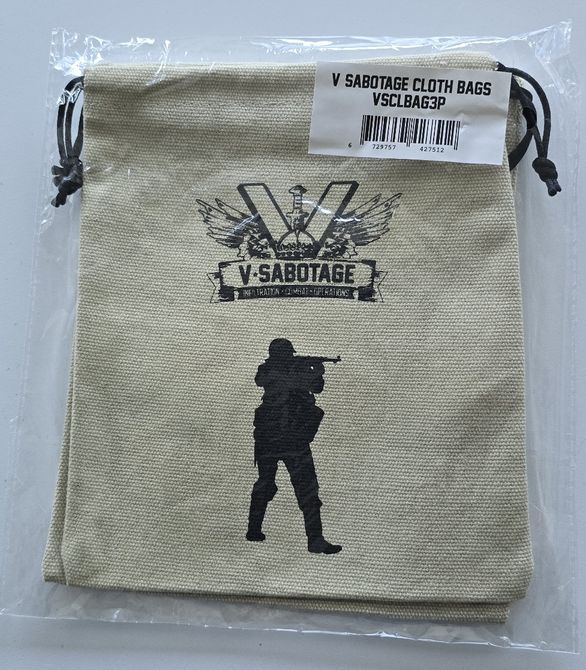 V SABOTAGE CLOTH BAGS
VSCLBAG3P
6 729757 427512
V
V·SABOTAGE
INFILTRATION · COMBAT · OPERATIONS